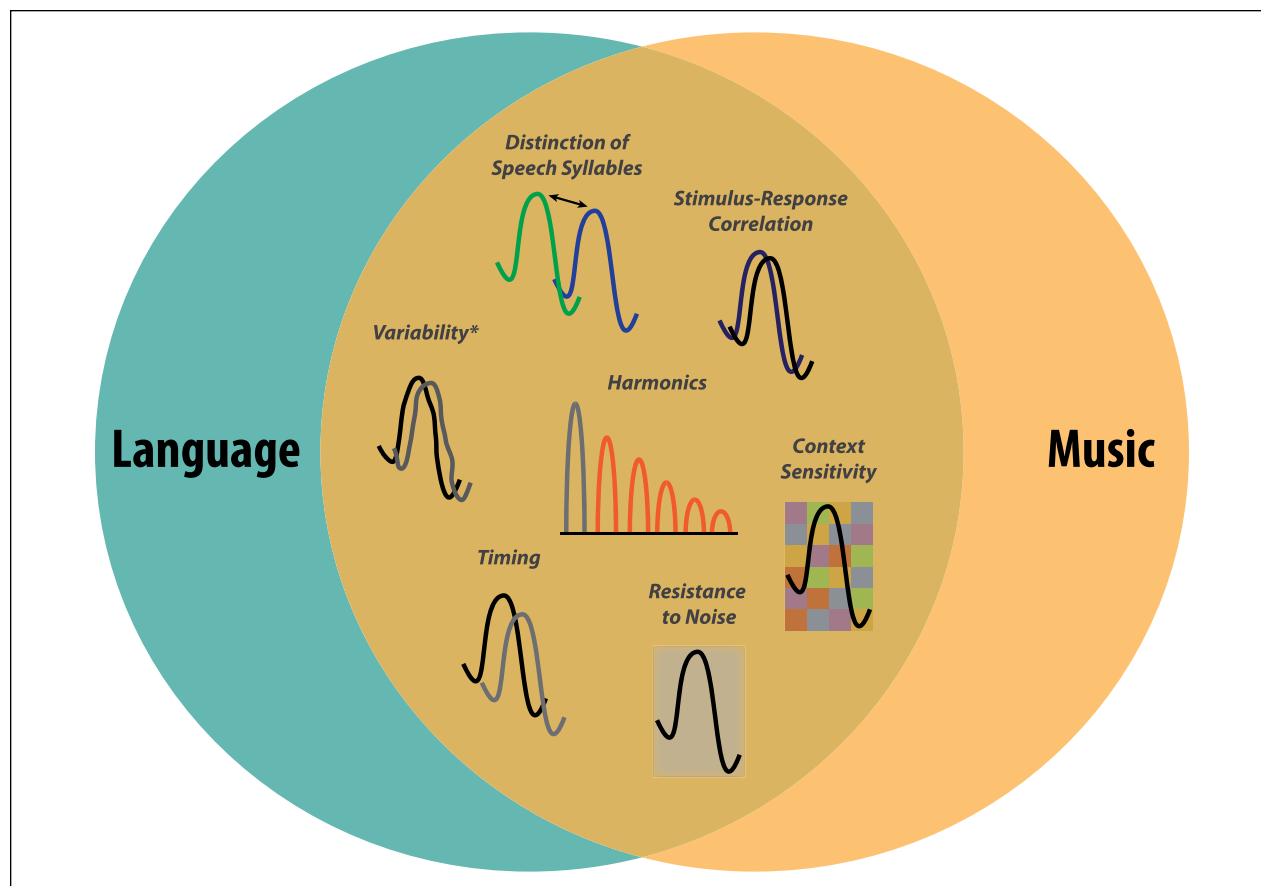 Distinction of
Speech Syllables
Stimulus-Response
Correlation
Variability*
Harmonics
Language
Music
Context
Sensitivity
Timing
Resistance
to Noise